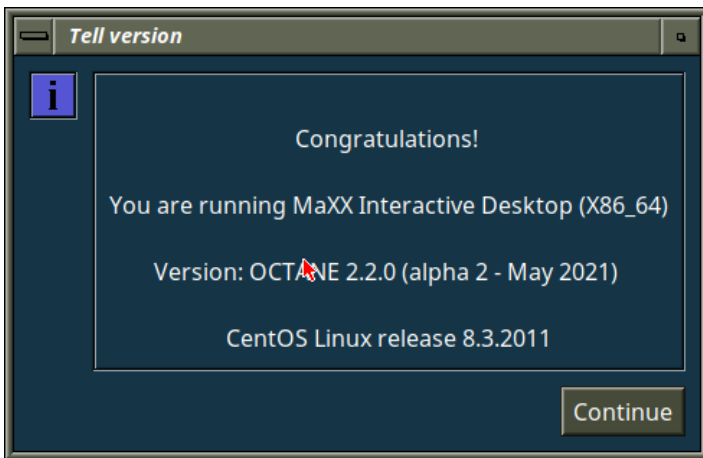 Tell version
i
Congratulations!
You are running MaXX Interactive Desktop (X86_64)
Version: OCTANE 2.2.0 (alpha 2 - May 2021)
CentOS Linux release 8.3.2011
Continue